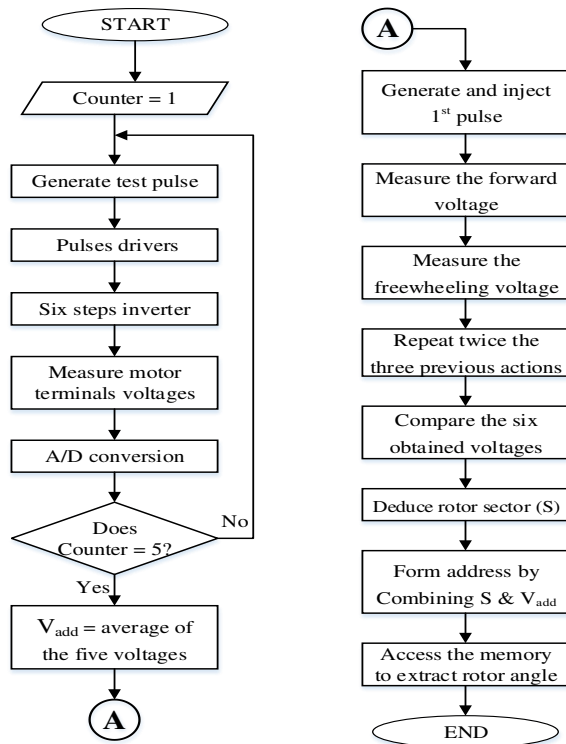 START
Counter = 1
Generate test pulse
Pulses drivers
Six steps inverter
Measure motor
terminals voltages
A/D conversion
Does
Counter = 5?
No
Yes
V_add = average of
the five voltages
A
A
Generate and inject
1st pulse
Measure the forward
voltage
Measure the
freewheeling voltage
Repeat twice the
three previous actions
Compare the six
obtained voltages
Deduce rotor sector (S)
Form address by
Combining S & V_add
Access the memory
to extract rotor angle
END